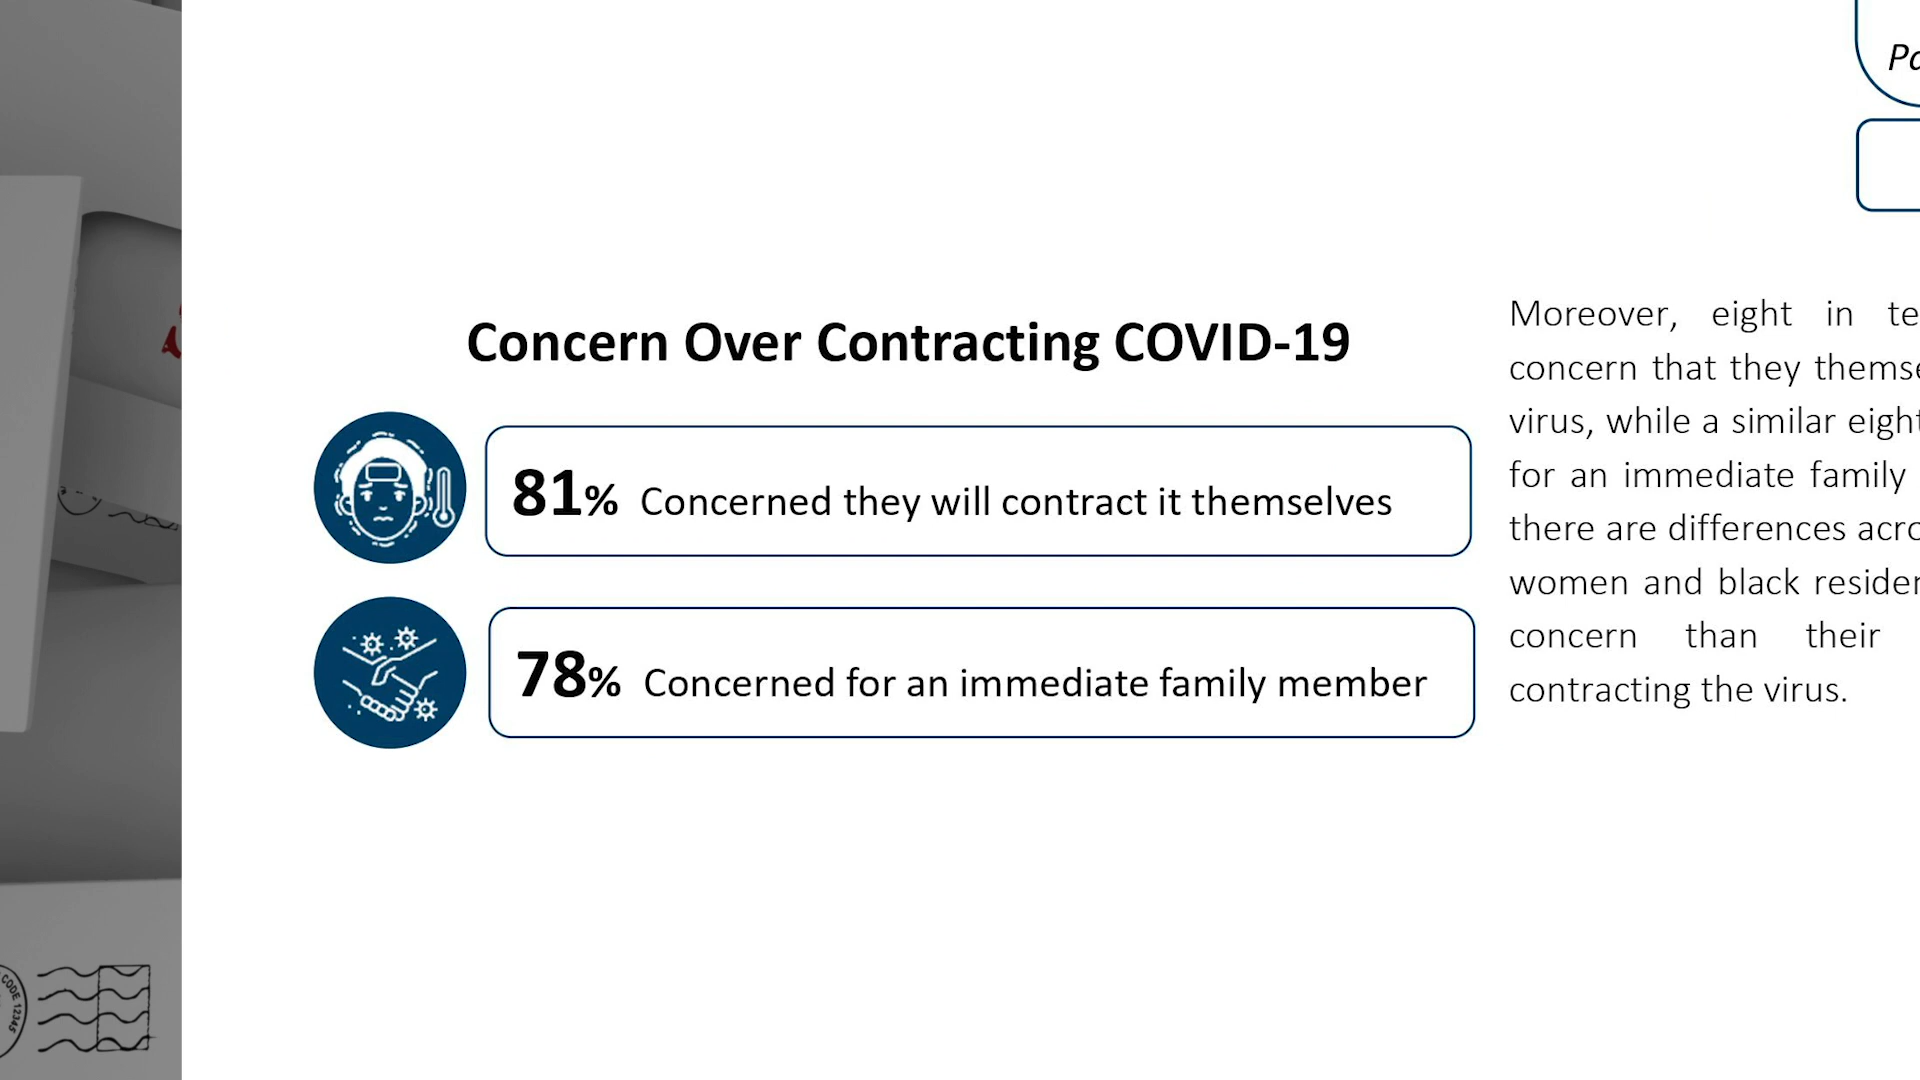 Concern Over Contracting COVID-19
81% Concerned they will contract it themselves
78% Concerned for an immediate family member
Moreover, eight in
concern that they
virus, while a similar
for an immediate family
there are differences
women and black
concern than their
contracting the virus.
CODE 12345